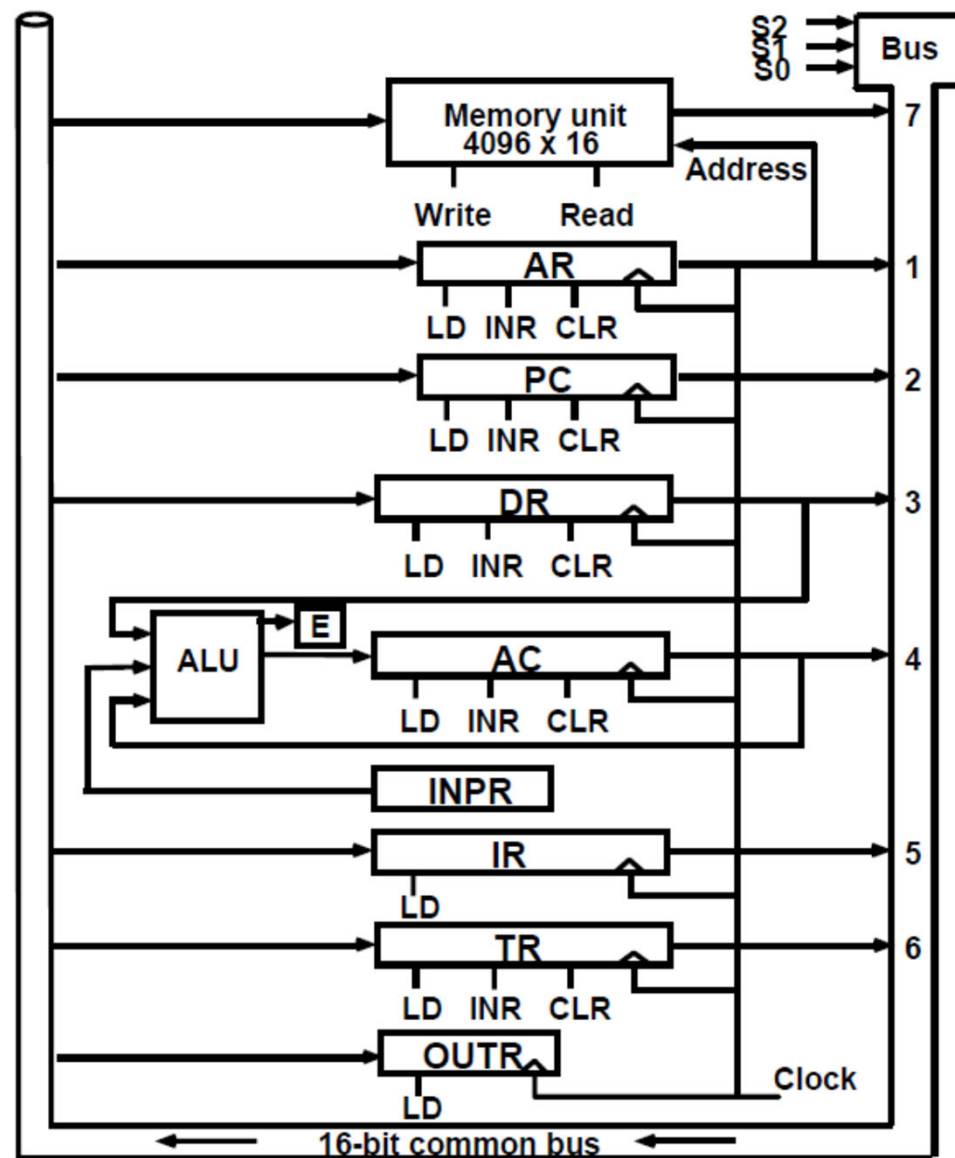 S2
S1
S0
Bus
Memory unit
4096 x 16
7
Address
Write Read
AR
1
LD INR CLR
PC
2
LD INR CLR
DR
3
LD INR CLR
E
ALU
AC
4
LD INR CLR
INPR
IR
5
LD
TR
6
LD INR CLR
OUTR
LD
Clock
16-bit common bus